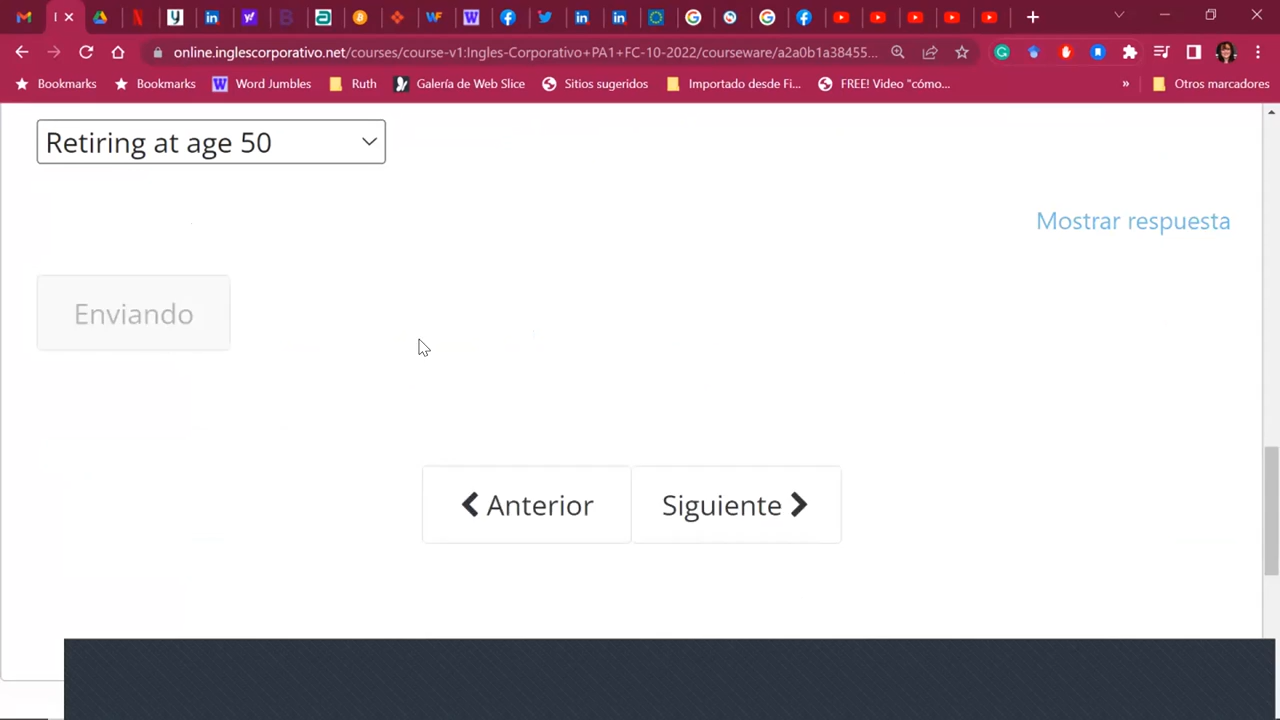 online.inglescorporativo.net/courses/course-v1:Ingles-Corporativo+PA1+FC-10-2022/courseware/a2a0b1a38455...
Bookmarks
Bookmarks
Word Jumbles
Ruth
Galería de Web Slice
Sitios sugeridos
Importado desde Fi...
FREE! Video "cómo...
»
Otros marcadores
Retiring at age 50
Mostrar respuesta
Enviando
Anterior
Siguiente